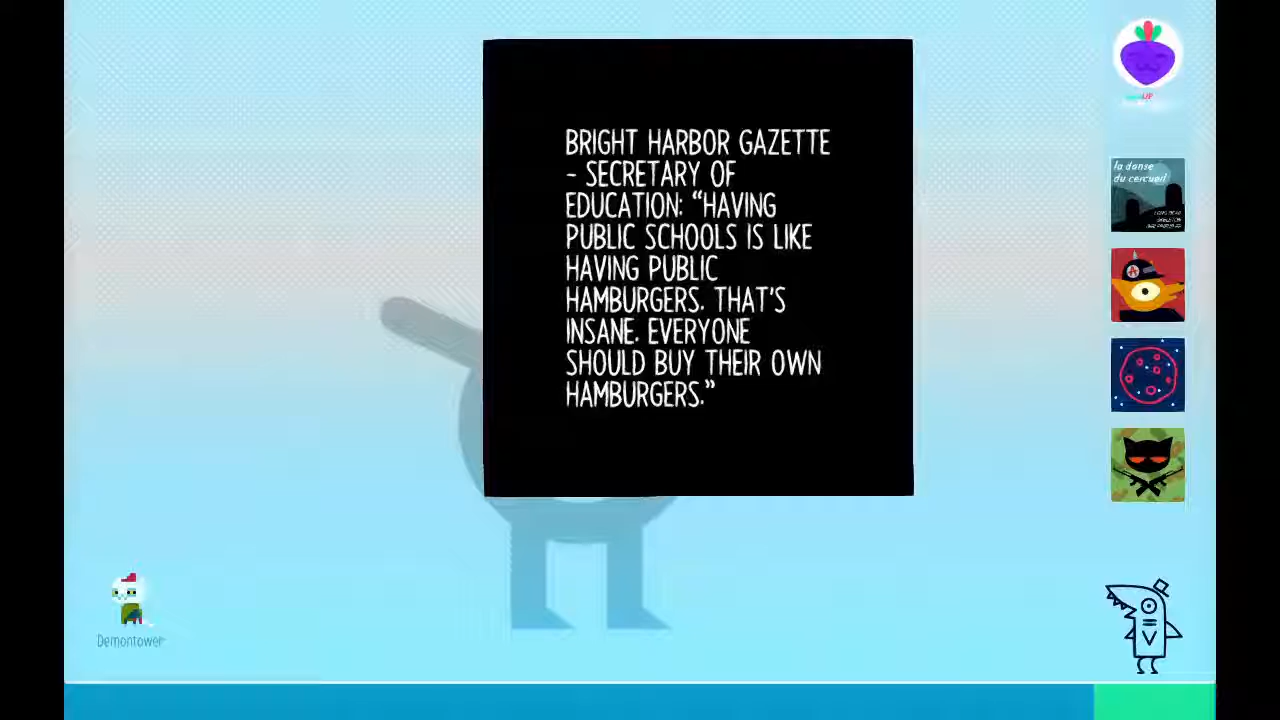 BRIGHT HARBOR GAZETTE
- SECRETARY OF
EDUCATION: “HAVING
PUBLIC SCHOOLS IS LIKE
HAVING PUBLIC
HAMBURGERS. THAT'S
INSANE. EVERYONE
SHOULD BUY THEIR OWN
HAMBURGERS.”
UP
la danse
du cercueil
Demontower